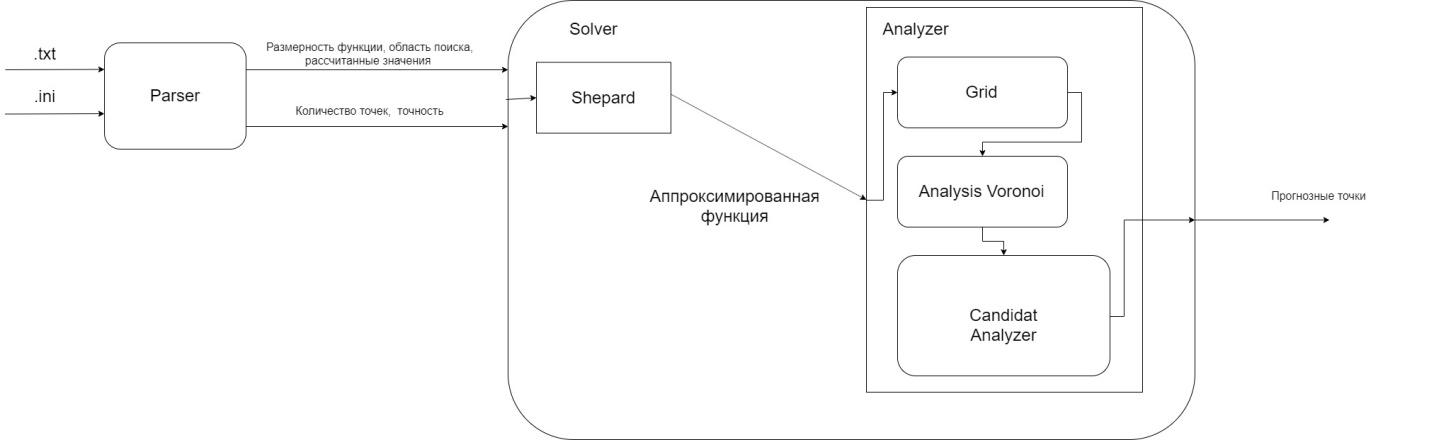 .txt
.ini
Parser
Размерность функции, область поиска,
рассчитанные значения
Количество точек, точность
Solver
Shepard
Аппроксимированная
функция
Analyzer
Grid
Analysis Voronoi
Candidat
Analyzer
Прогнозные точки